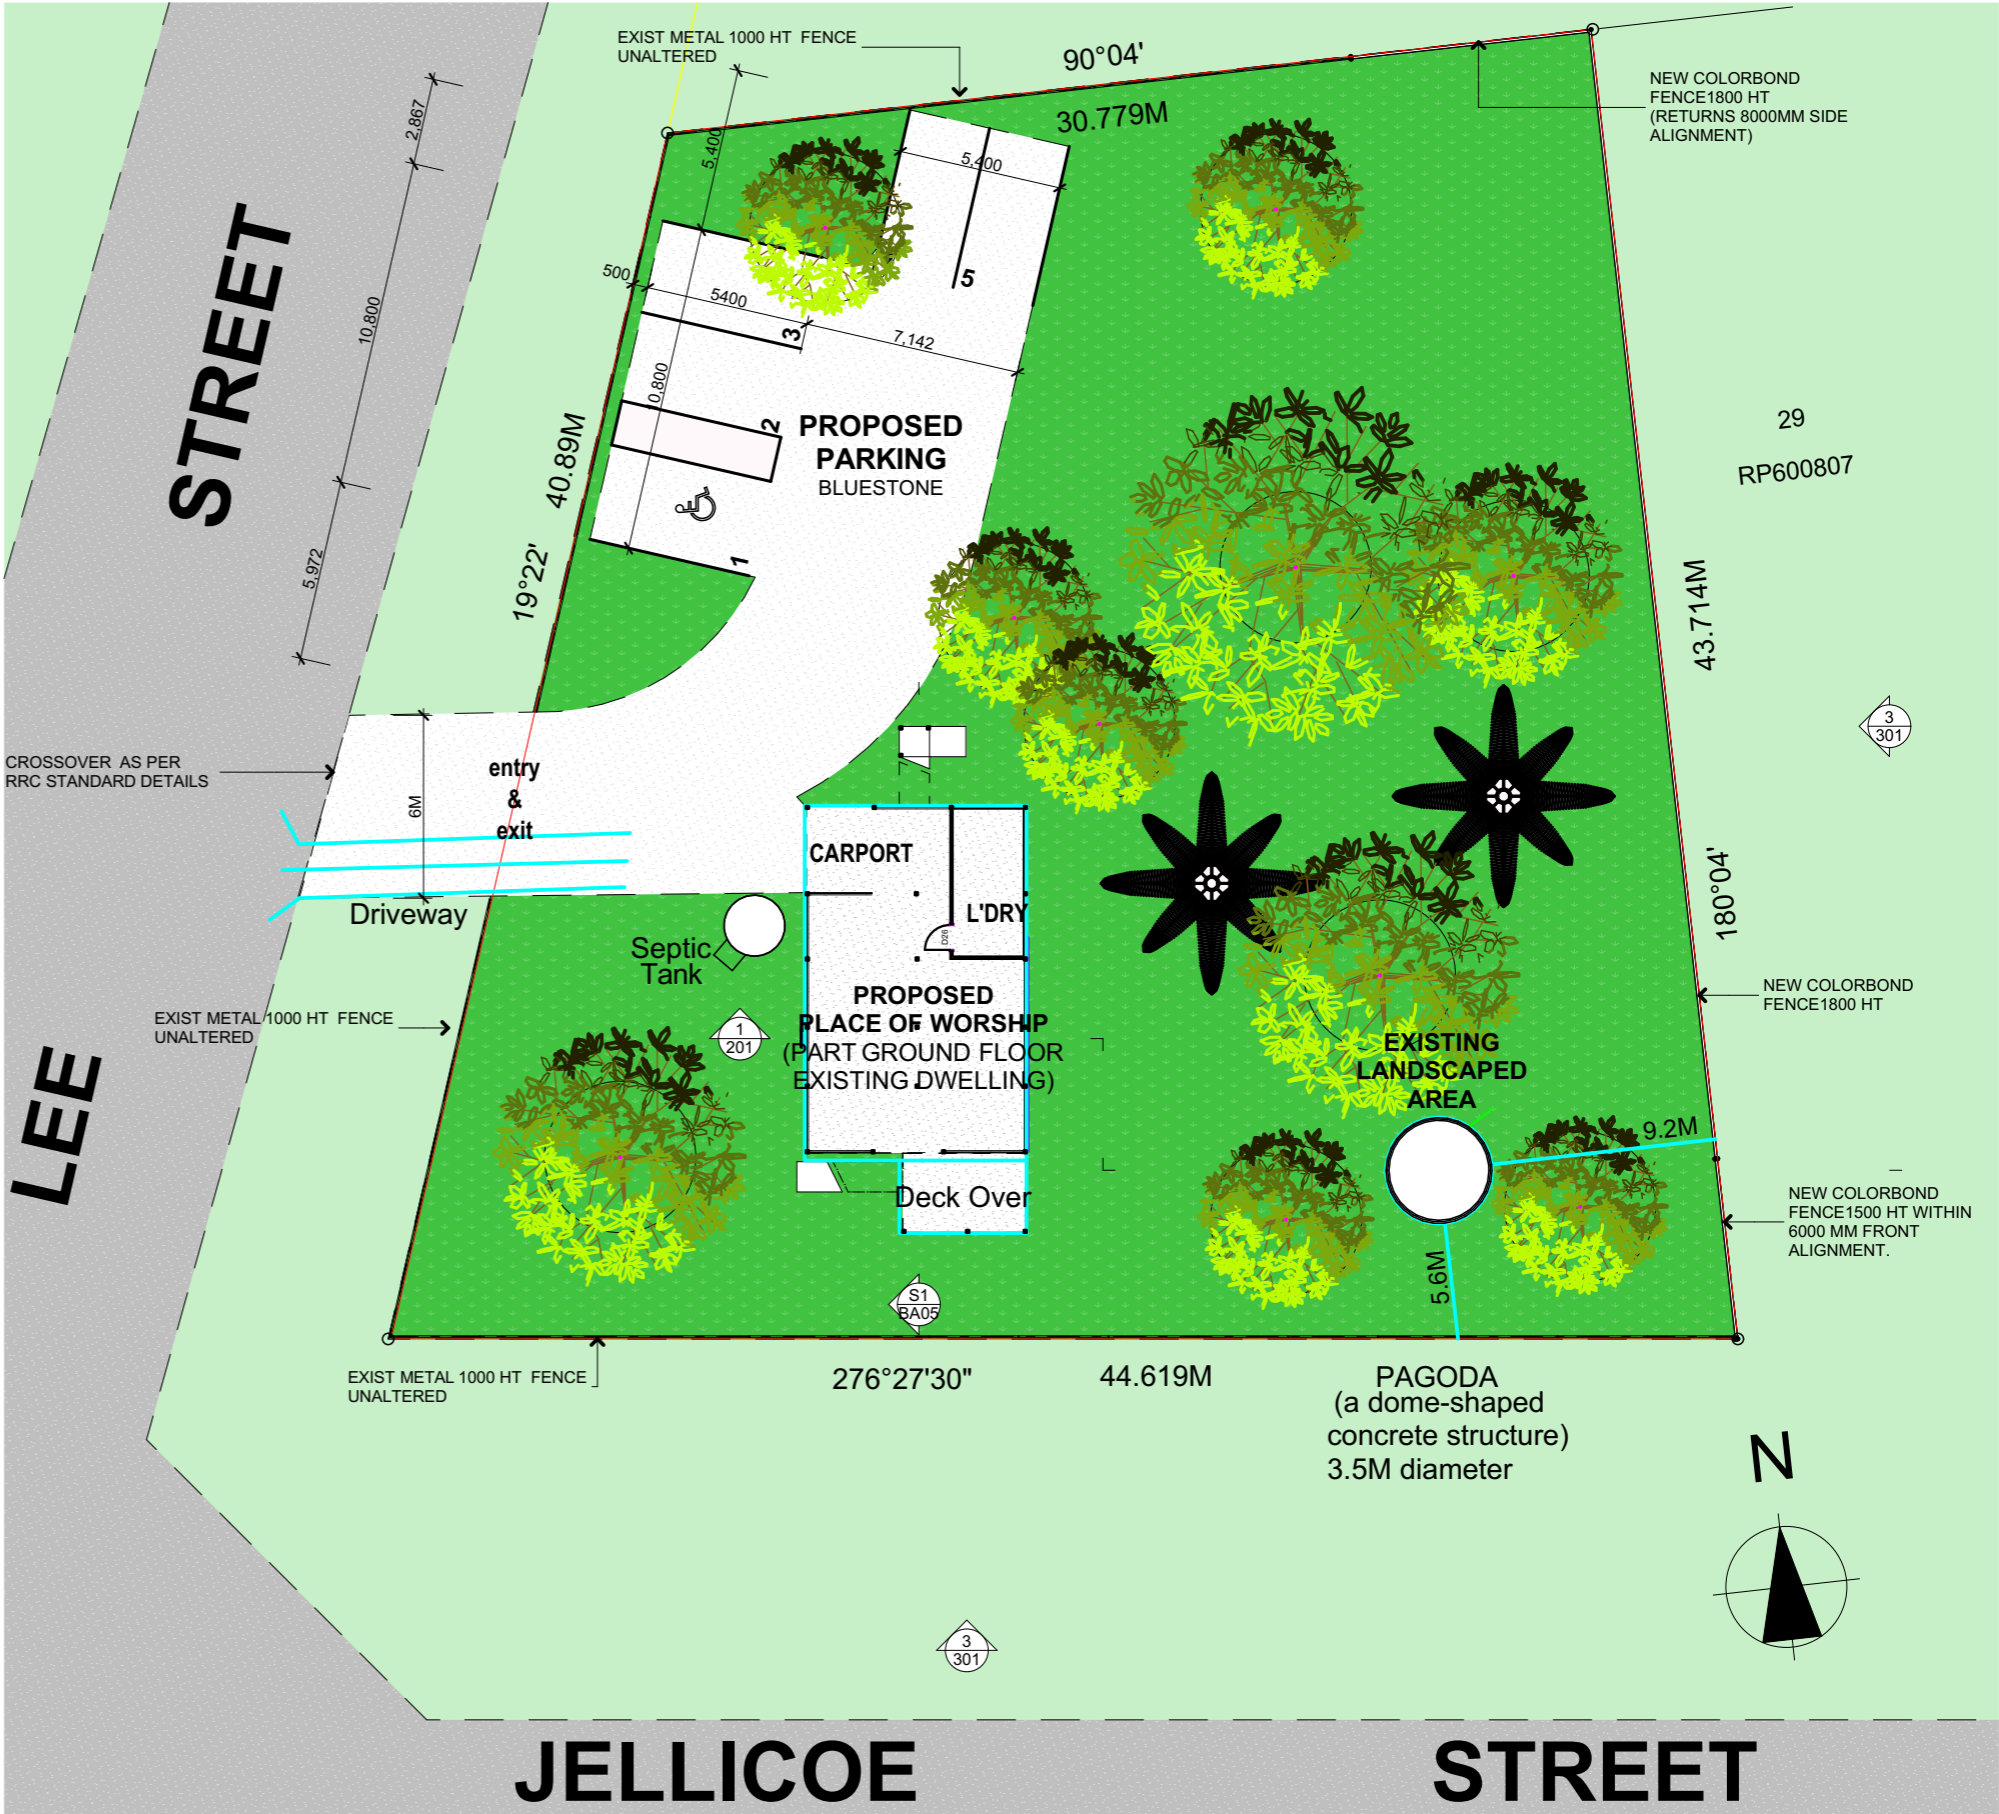 EXIST METAL 1000 HT  FENCE
UNALTERED
90°04'
30.779M
NEW COLORBOND
FENCE1800 HT
(RETURNS 8000MM SIDE
ALIGNMENT)
2,867
5,400
5,400
STREET
500
5400
5
3
7,142
10,800
10,800
2
PROPOSED
PARKING
BLUESTONE
29
RP600807
40.89M
19°22'
5,972
1
43.714M
3
301
CROSSOVER  AS PER
RRC STANDARD DETAILS
entry
&
exit
6M
CARPORT
L'DRY
D26
Driveway
Septic
Tank
180°04'
NEW COLORBOND
FENCE1800 HT
EXIST METAL 1000 HT  FENCE
UNALTERED
1
201
PROPOSED
PLACE OF WORSHIP
(PART GROUND FLOOR
EXISTING DWELLING)
EXISTING
LANDSCAPED
AREA
LEE
9.2M
Deck Over
NEW COLORBOND
FENCE1500 HT WITHIN
6000 MM FRONT
ALIGNMENT.
5.6M
S1
BA05
EXIST METAL 1000 HT  FENCE
UNALTERED
276°27'30"
44.619M
PAGODA
(a dome-shaped
concrete structure)
3.5M diameter
N
3
301
JELLICOE STREET